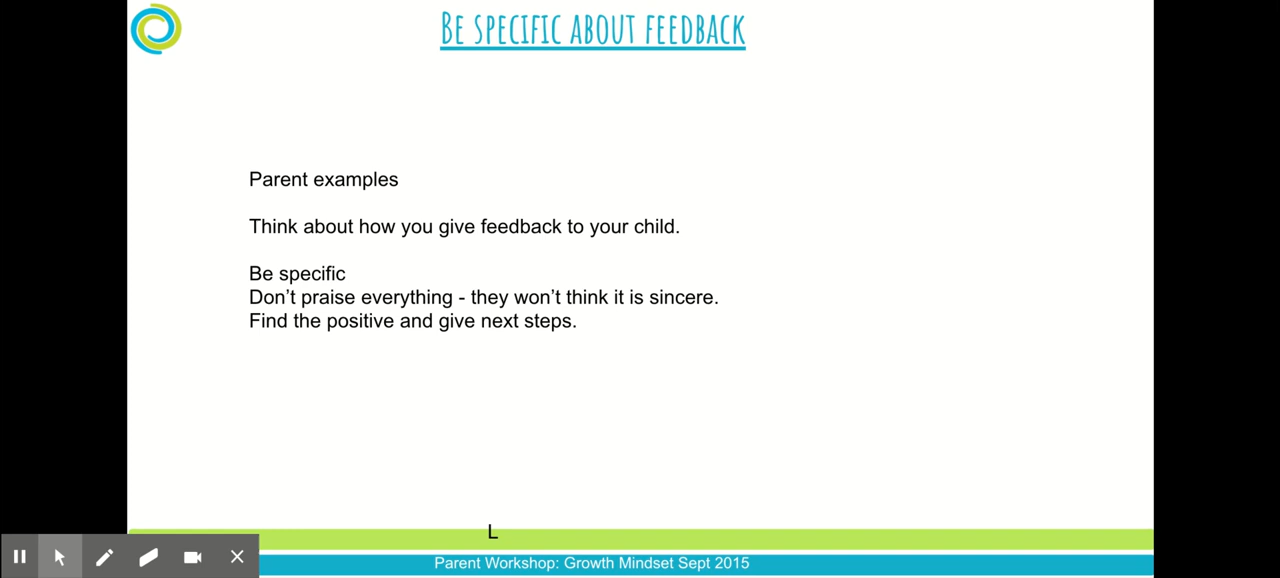 BE SPECIFIC ABOUT FEEDBACK
Parent examples
Think about how you give feedback to your child.
Be specific
Don’t praise everything - they won’t think it is sincere.
Find the positive and give next steps.
L
Parent Workshop: Growth Mindset Sept 2015